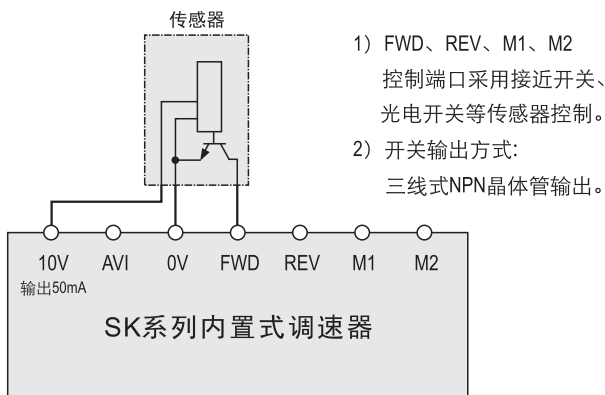 传感器
1) FWD、REV、M1、M2
控制端口采用接近开关、
光电开关等传感器控制。
2) 开关输出方式:
三线式NPN晶体管输出。
10V AVI 0V FWD REV M1 M2
输出50mA
SK系列内置式调速器